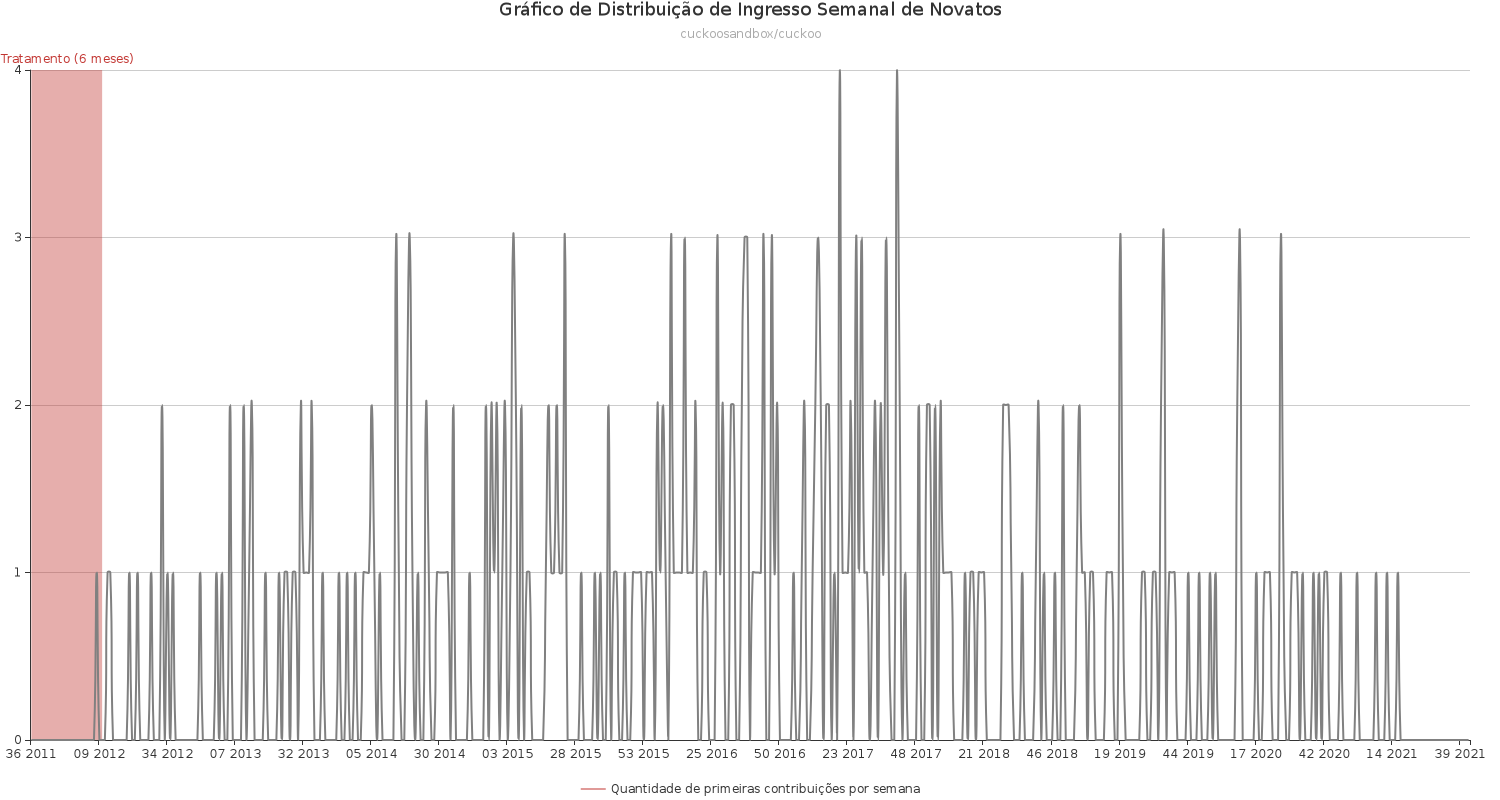 Gráfico de Distribuição de Ingresso Semanal de Novatos
cuckoosandbox/cuckoo
Tratamento (6 meses)
4
3
2
1
0
36 2011 09 2012 34 2012 07 2013 32 2013 05 2014 30 2014 03 2015 28 2015 53 2015 25 2016 50 2016 23 2017 48 2017 21 2018 46 2018 19 2019 44 2019 17 2020 42 2020 14 2021 39 2021
Quantidade de primeiras contribuições por semana